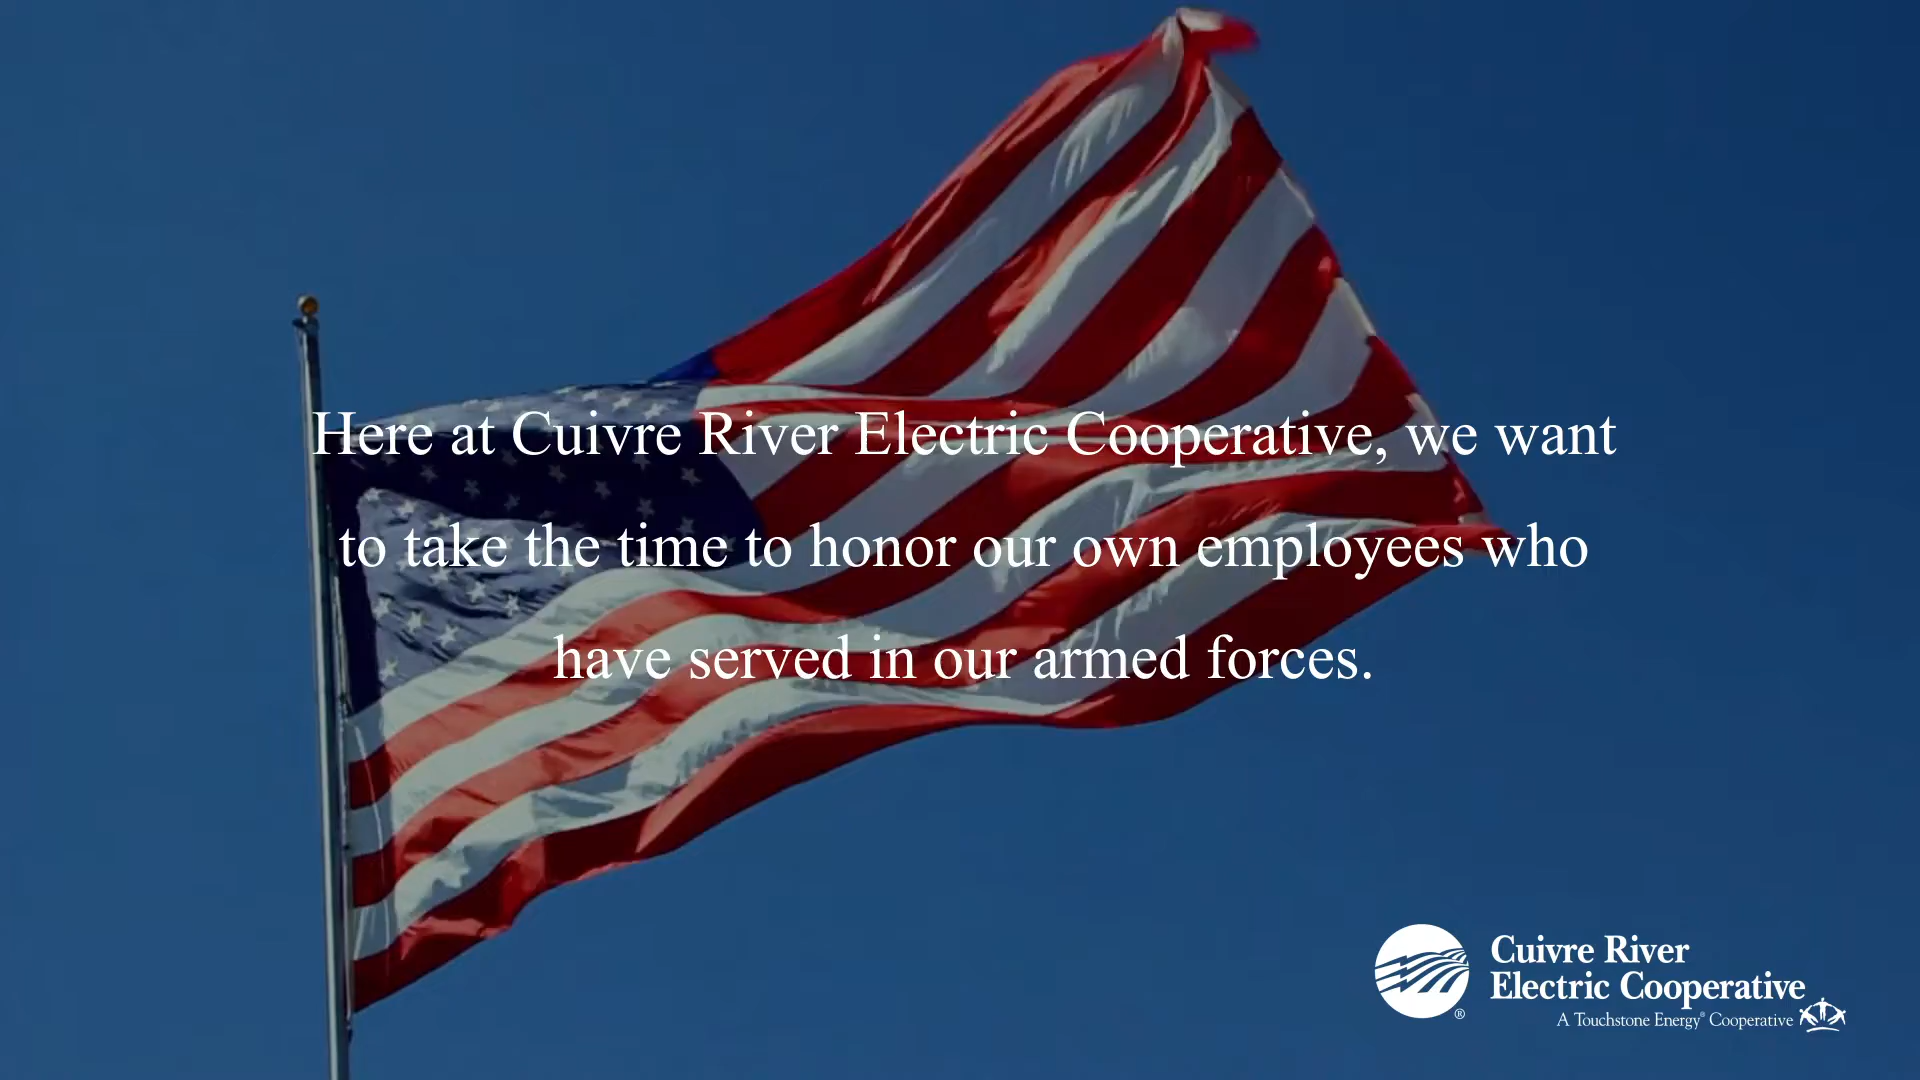 Here at Cuivre River Electric Cooperative, we want
to take the time to honor our own employees who
have served in our armed forces.
Cuivre River
Electric Cooperative
A Touchstone Energy® Cooperative
®